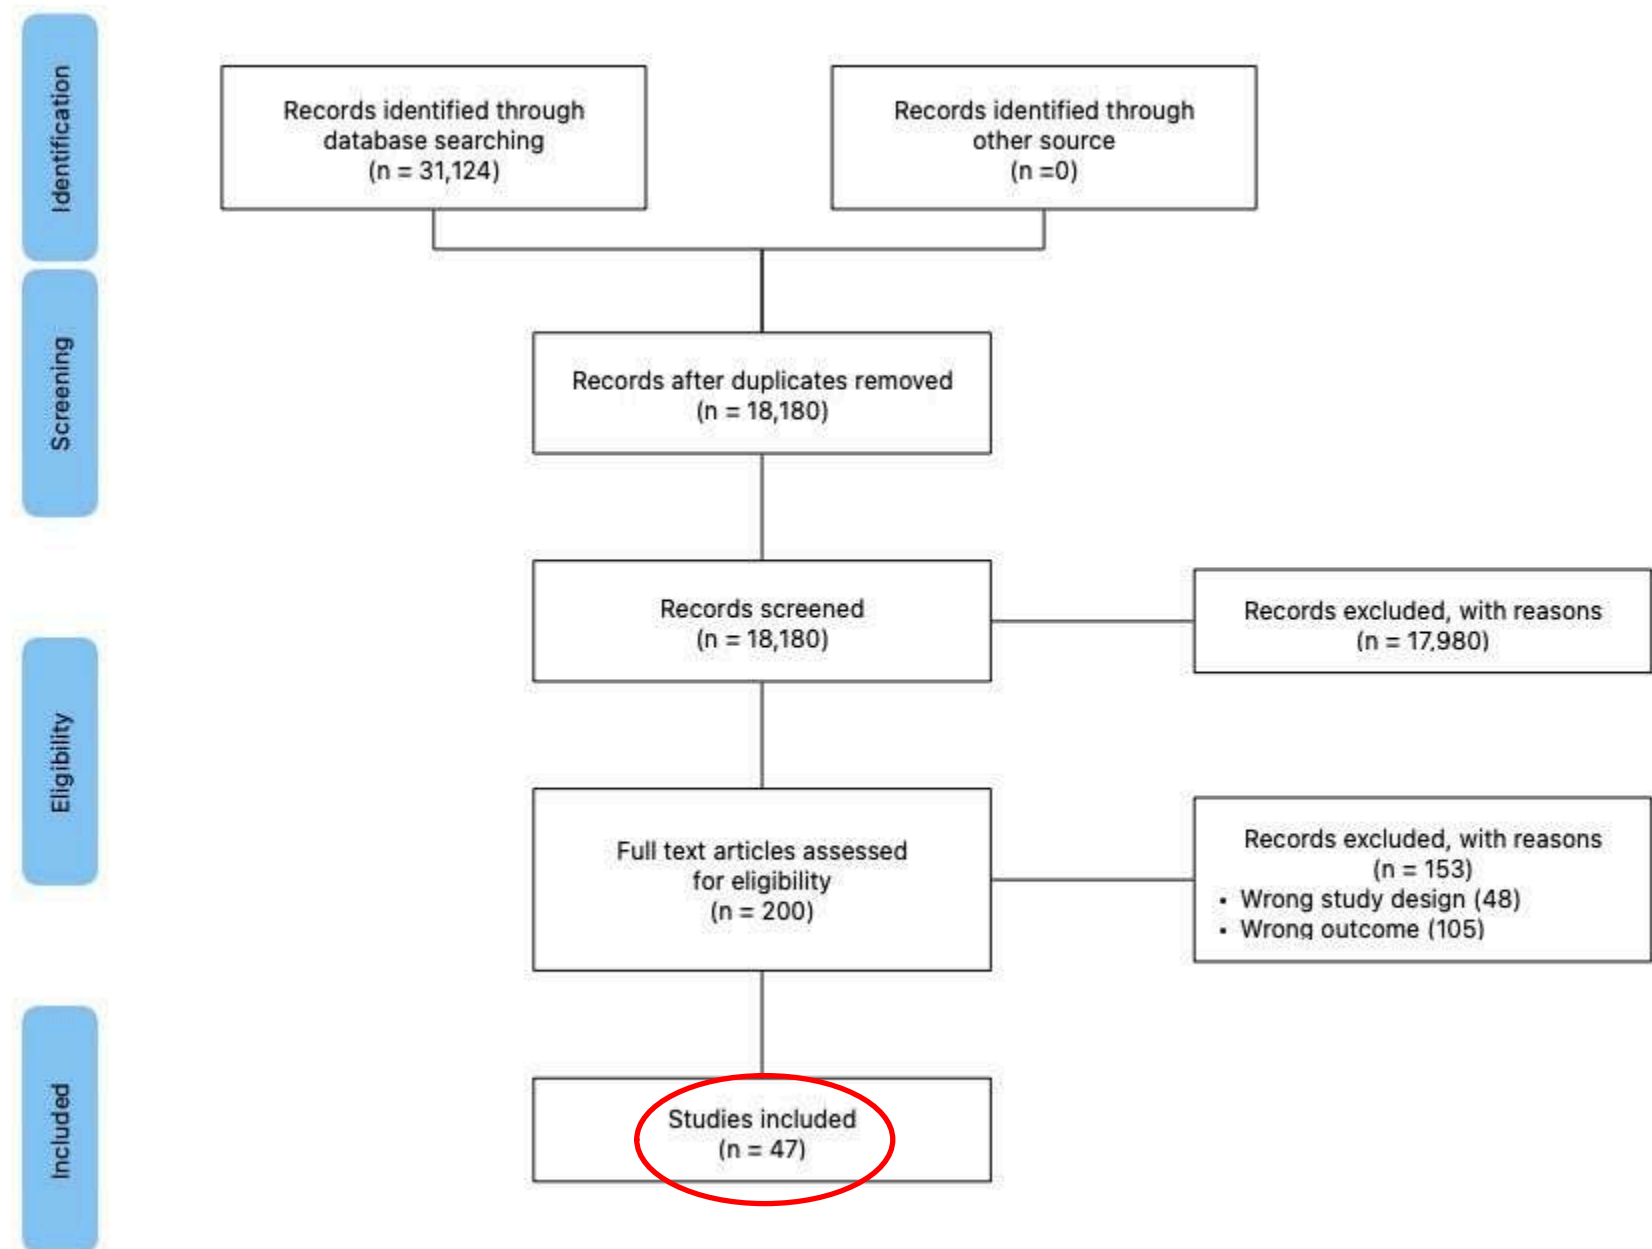 Identification
Records identified through
database searching
(n = 31,124)
Records identified through
other source
(n =0)
Screening
Records after duplicates removed
(n = 18,180)
Records screened
(n = 18,180)
Records excluded, with reasons
(n = 17,980)
Eligibility
Full text articles assessed
for eligibility
(n = 200)
Records excluded, with reasons
(n = 153)
• Wrong study design (48)
• Wrong outcome (105)
Included
Studies included
(n = 47)